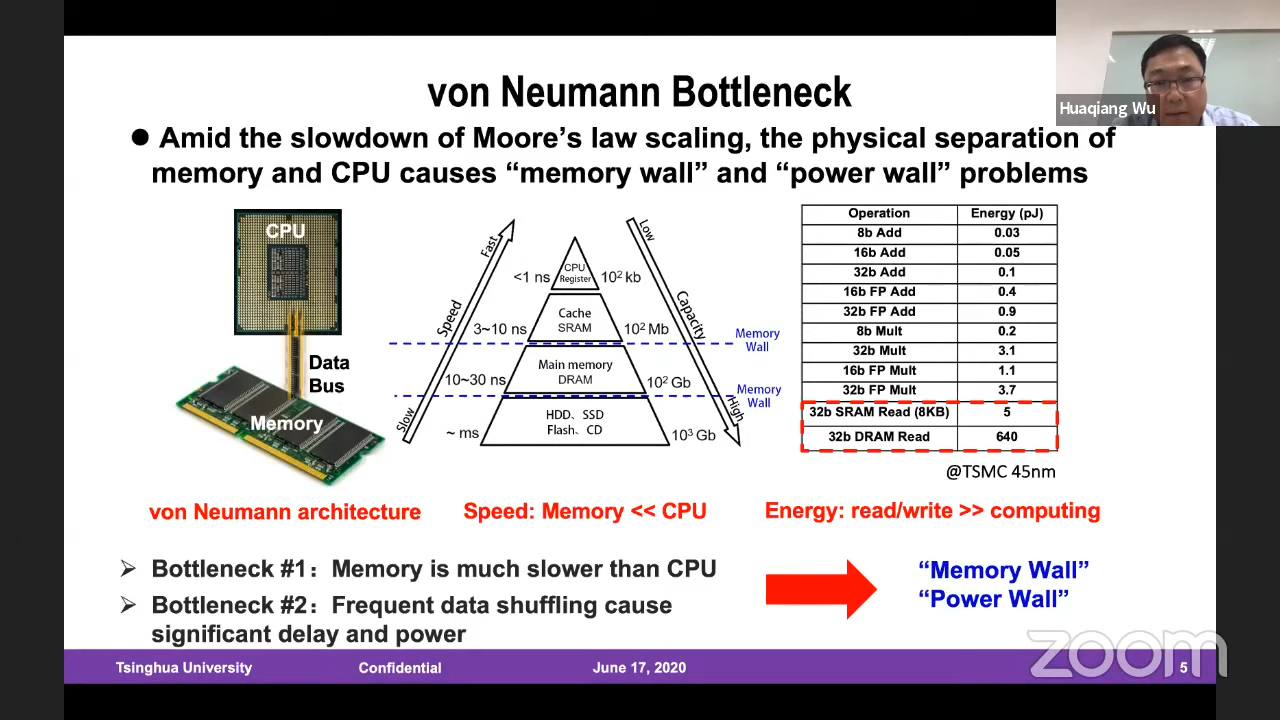 von Neumann Bottleneck
Huaqiang Wu
● Amid the slowdown of Moore's law scaling, the physical separation of
memory and CPU causes “memory wall” and “power wall” problems
CPU
Data
Bus
Memory
Fast
Speed
Slow
<1 ns
CPU
Register
10² kb
3~10 ns
Cache
SRAM
10² Mb
10~30 ns
Main memory
DRAM
10² Gb
~ ms
HDD、SSD
Flash、CD
10³ Gb
Low
Capacity
High
Memory
Wall
Memory
Wall
Operation Energy (pJ)
8b Add 0.03
16b Add 0.05
32b Add 0.1
16b FP Add 0.4
32b FP Add 0.9
8b Mult 0.2
32b Mult 3.1
16b FP Mult 1.1
32b FP Mult 3.7
32b SRAM Read (8KB) 5
32b DRAM Read 640
@TSMC 45nm
von Neumann architecture
Speed: Memory << CPU
Energy: read/write >> computing
➢ Bottleneck #1：Memory is much slower than CPU
➢ Bottleneck #2：Frequent data shuffling cause
significant delay and power
“Memory Wall”
“Power Wall”
Tsinghua University Confidential June 17, 2020 5
zoom